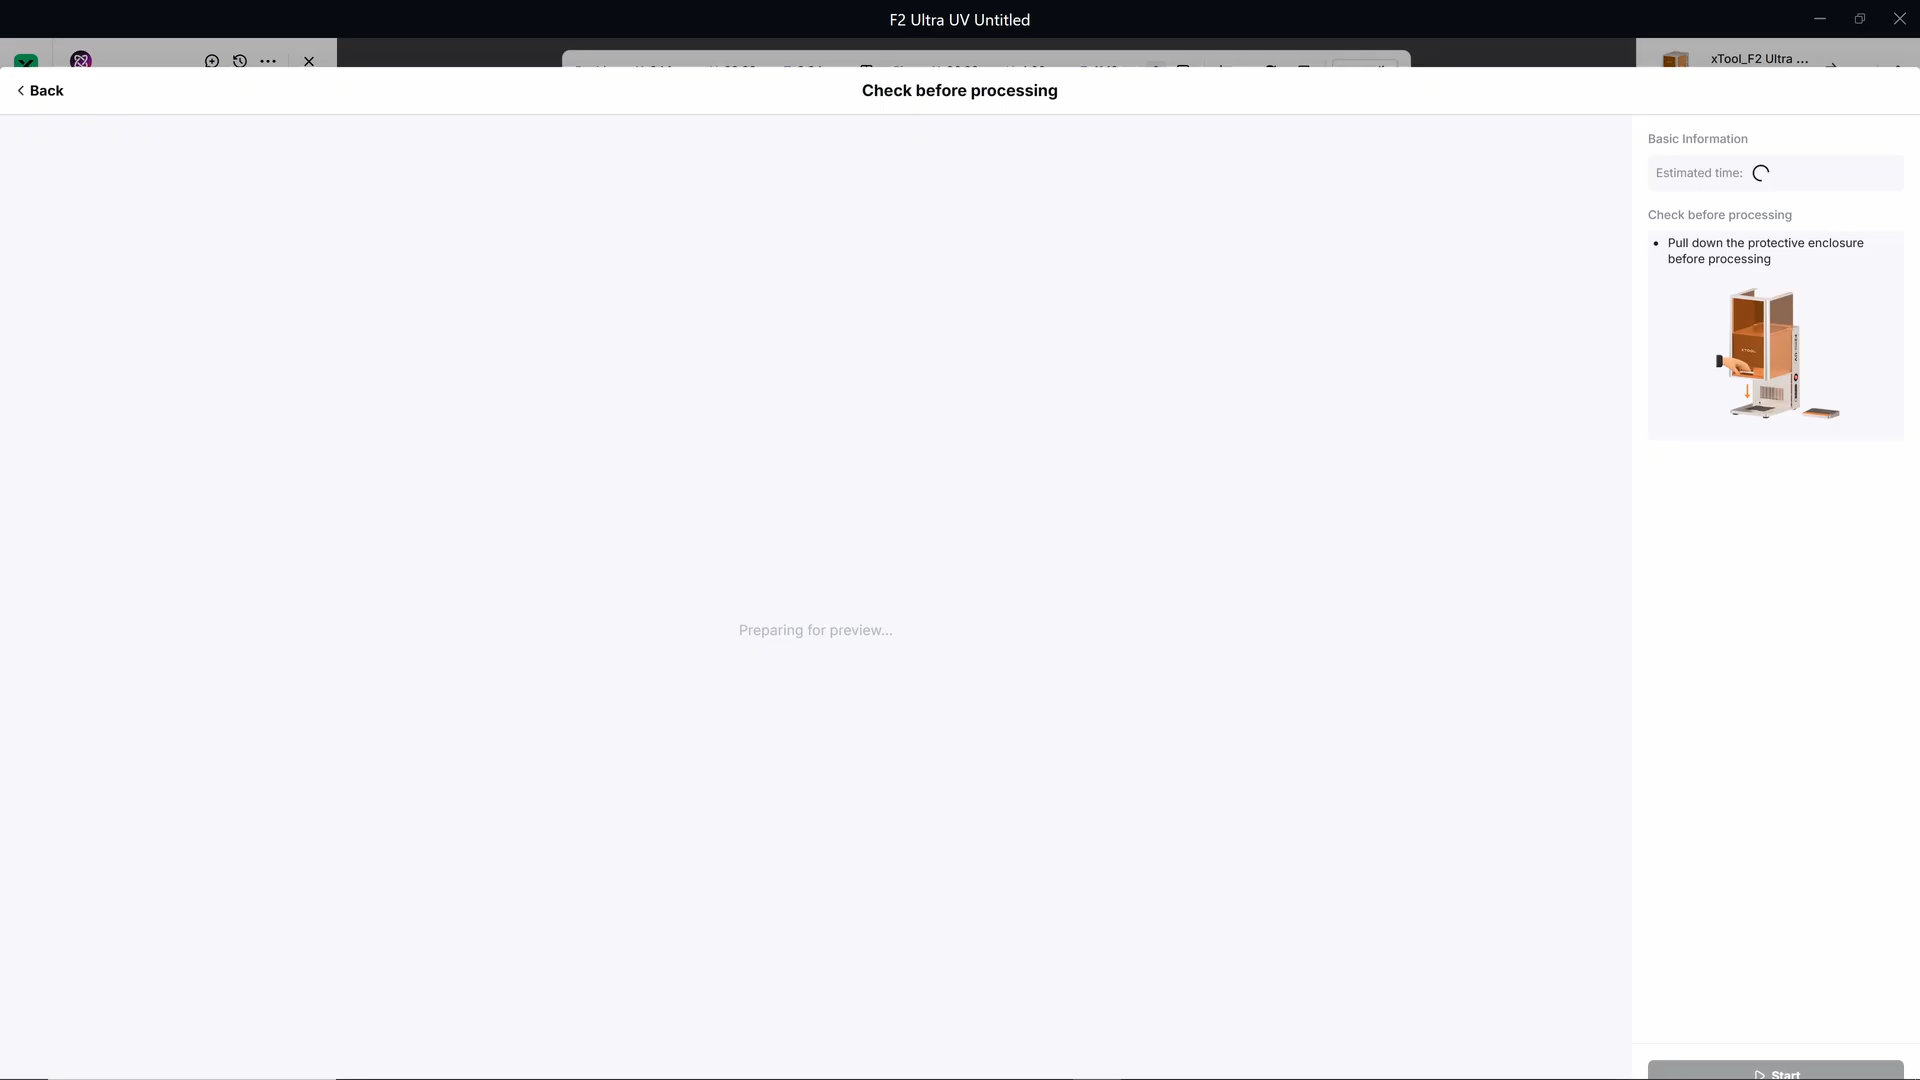 F2 Ultra UV Untitled
xTool_F2 Ultra ...
Back
Check before processing
Basic Information
Estimated time:
Check before processing
• Pull down the protective enclosure
before processing
Preparing for preview...
Start